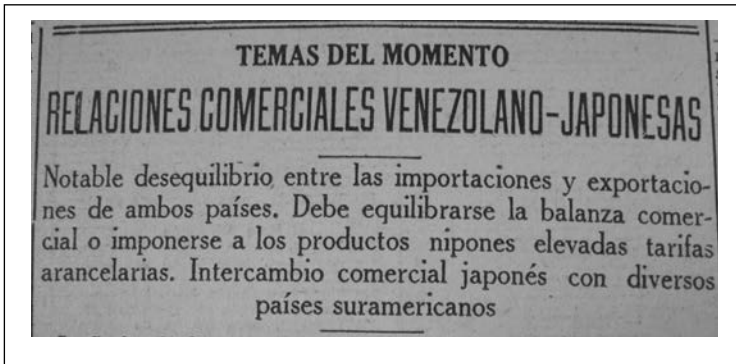 TEMAS DEL MOMENTO
RELACIONES COMERCIALES VENEZOLANO-JAPONESAS
Notable desequilibrio entre las importaciones y exportacio-
nes de ambos países. Debe equilibrarse la balanza comer-
cial o imponerse a los productos nipones elevadas tarifas
arancelarias. Intercambio comercial japonés con diversos
países suramericanos